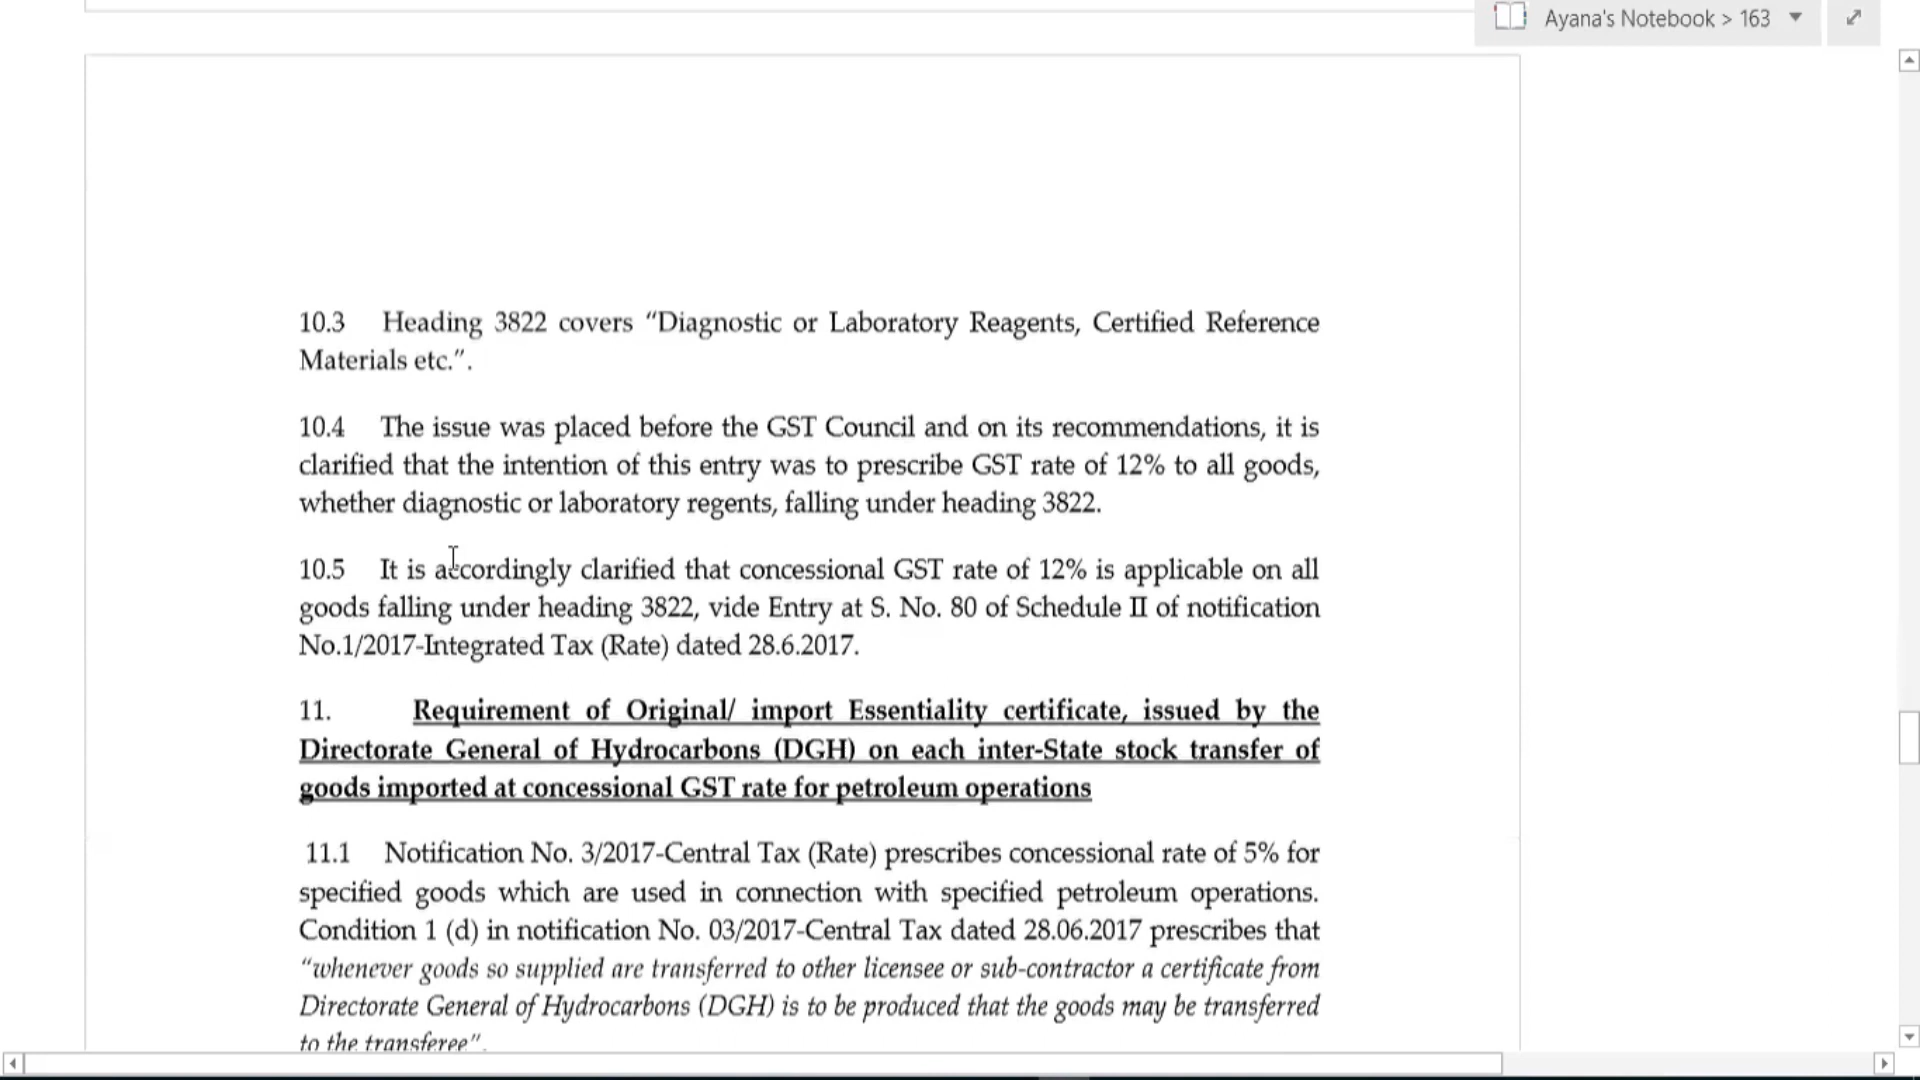 Ayana's Notebook > 163
10.3 Heading 3822 covers “Diagnostic or Laboratory Reagents, Certified Reference
Materials etc.”.
10.4 The issue was placed before the GST Council and on its recommendations, it is
clarified that the intention of this entry was to prescribe GST rate of 12% to all goods,
whether diagnostic or laboratory regents, falling under heading 3822.
10.5 It is accordingly clarified that concessional GST rate of 12% is applicable on all
goods falling under heading 3822, vide Entry at S. No. 80 of Schedule II of notification
No.1/2017-Integrated Tax (Rate) dated 28.6.2017.
11. Requirement of Original/ import Essentiality certificate, issued by the
Directorate General of Hydrocarbons (DGH) on each inter-State stock transfer of
goods imported at concessional GST rate for petroleum operations
11.1 Notification No. 3/2017-Central Tax (Rate) prescribes concessional rate of 5% for
specified goods which are used in connection with specified petroleum operations.
Condition 1 (d) in notification No. 03/2017-Central Tax dated 28.06.2017 prescribes that
“whenever goods so supplied are transferred to other licensee or sub-contractor a certificate from
Directorate General of Hydrocarbons (DGH) is to be produced that the goods may be transferred
to the transferee”.